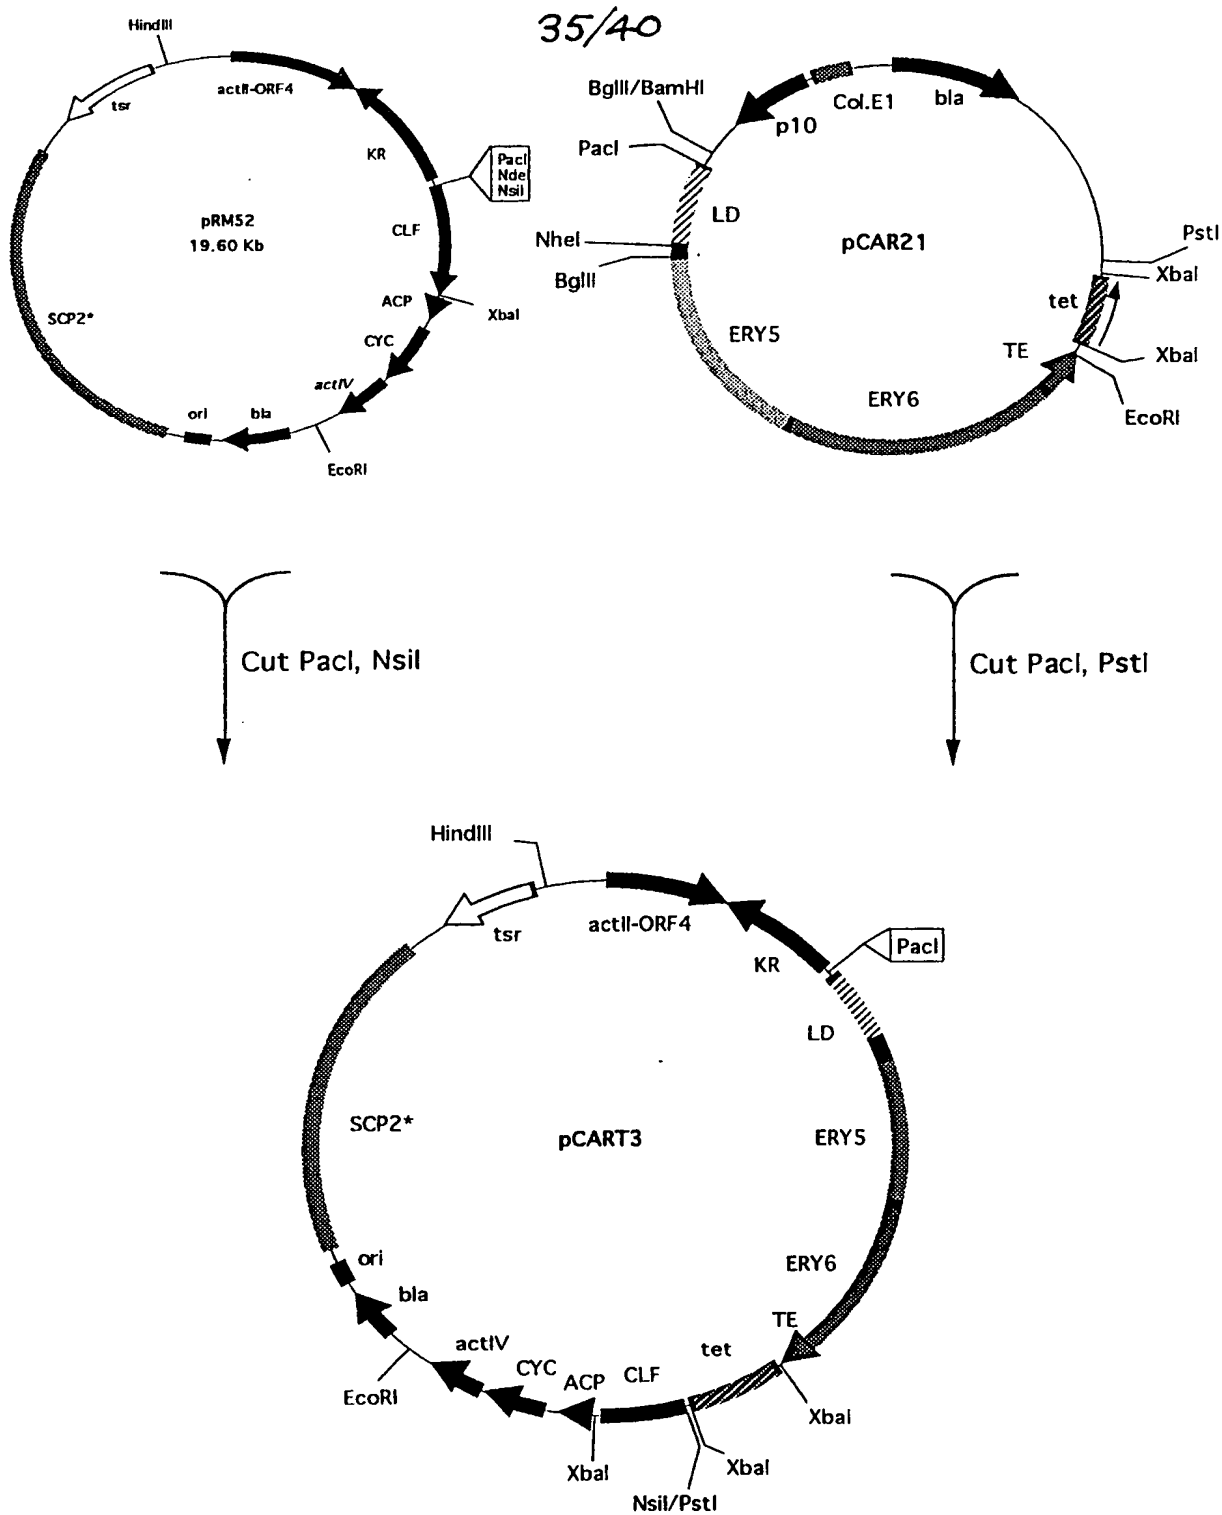 35/40
HindIII
actII-ORF4
tsr
KR
PacI
Nde
NsiI
pRM52
19.60 Kb
CLF
ACP
XbaI
CYC
SCP2*
actIV
ori
bla
EcoRI
BglII/BamHI
Col.E1
bla
p10
PacI
LD
NheI
pCAR21
PstI
XbaI
BglII
tet
ERY5
TE
XbaI
ERY6
EcoRI
Cut PacI, NsiI
Cut PacI, PstI
HindIII
tsr
actII-ORF4
KR
PacI
LD
SCP2*
pCART3
ERY5
ori
ERY6
bla
TE
actIV
tet
CYC
ACP
CLF
EcoRI
XbaI
XbaI
XbaI
NsiI/PstI